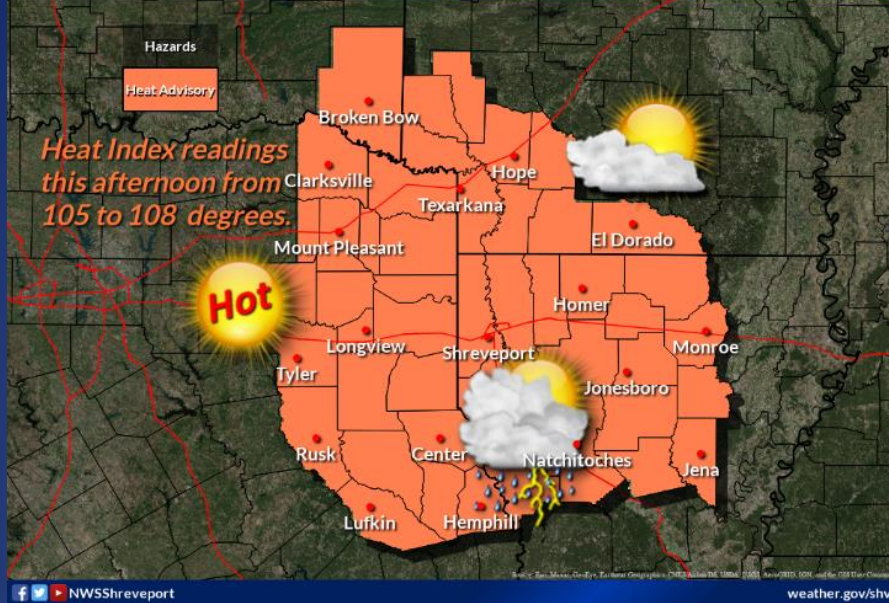 Hazards
Heat Advisory
Heat Index readings
this afternoon from
105 to 108 degrees.
Broken Bow
Clarksville
Hope
Texarkana
Mount Pleasant
El Dorado
Hot
Homer
Longview
Shreveport
Monroe
Tyler
Jonesboro
Rusk
Center
Natchitoches
Jena
Lufkin
Hemphill
NWSShreveport
weather.gov/shv